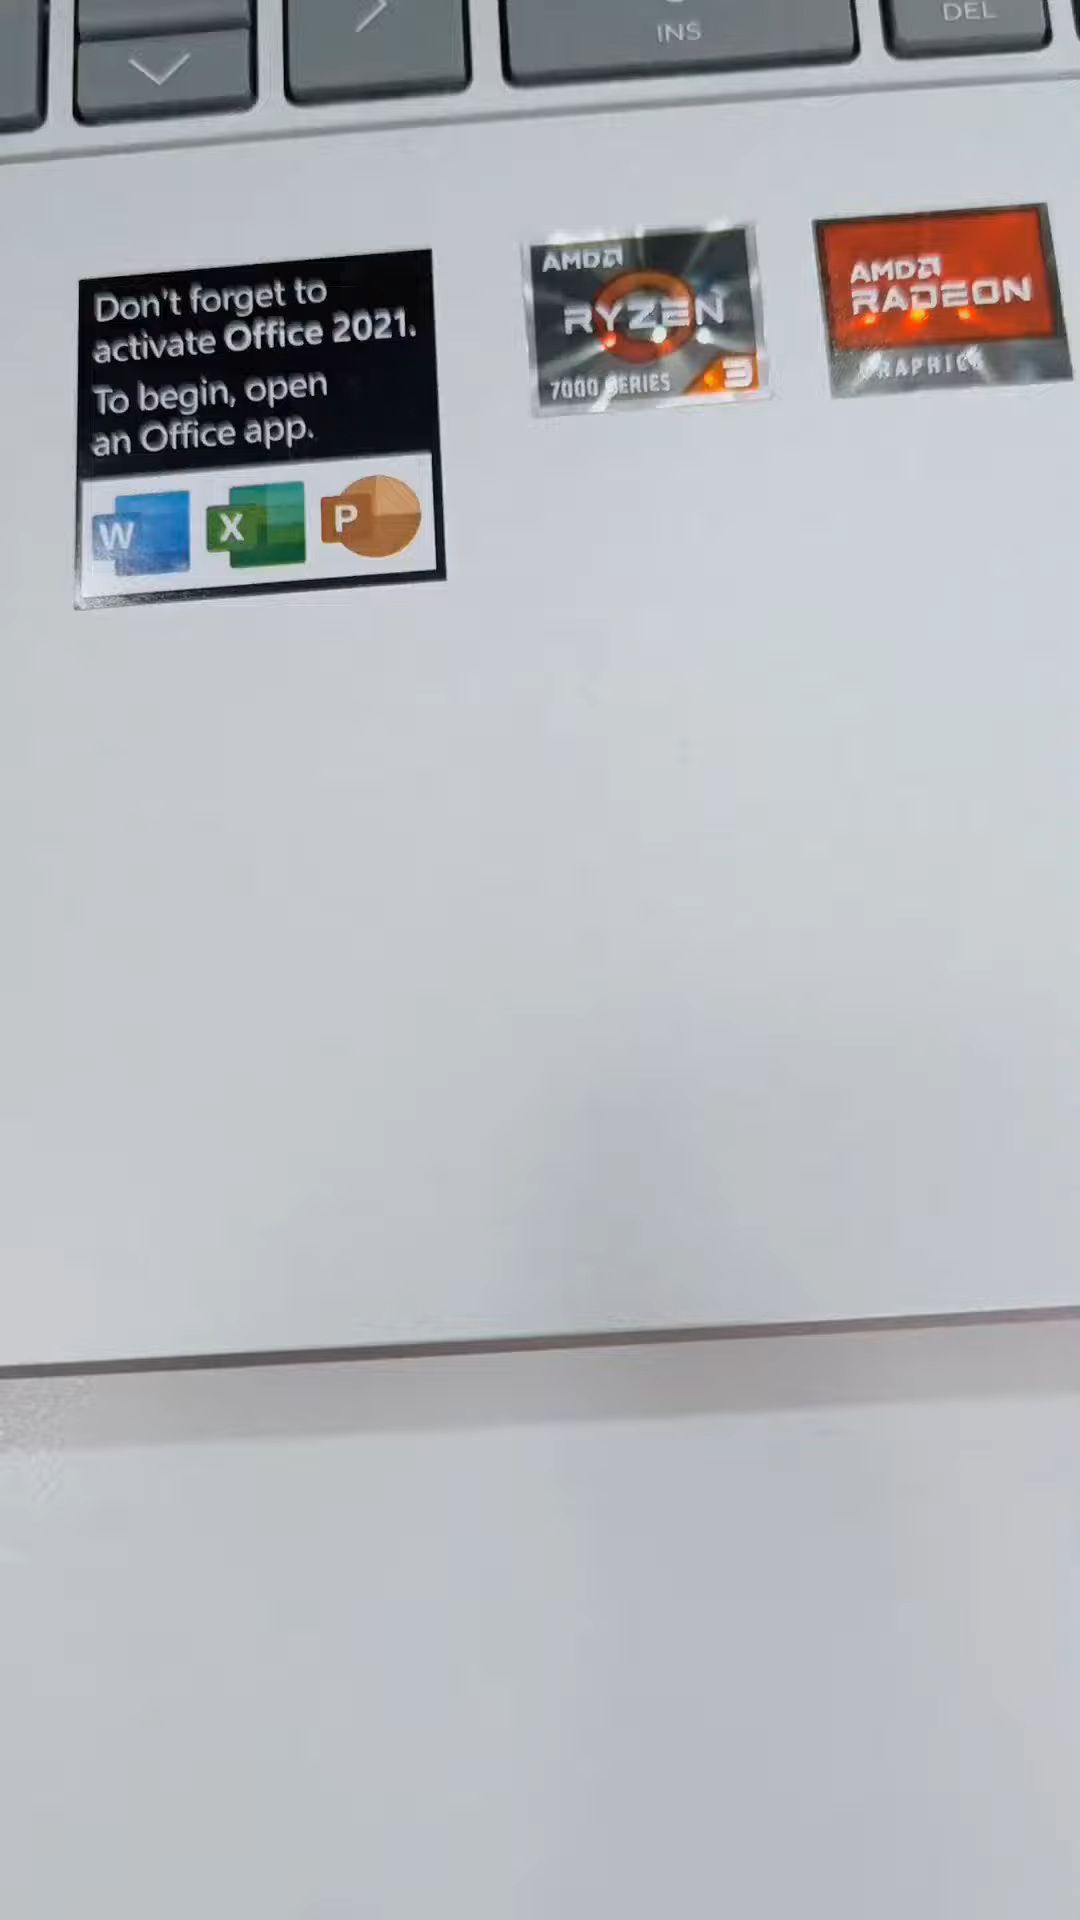 INS
DEL
Don't forget to
activate Office 2021.
To begin, open
an Office app.
W X P
AMD
RYZEN
7000 SERIES 3
AMD
RADEON
GRAPHICS